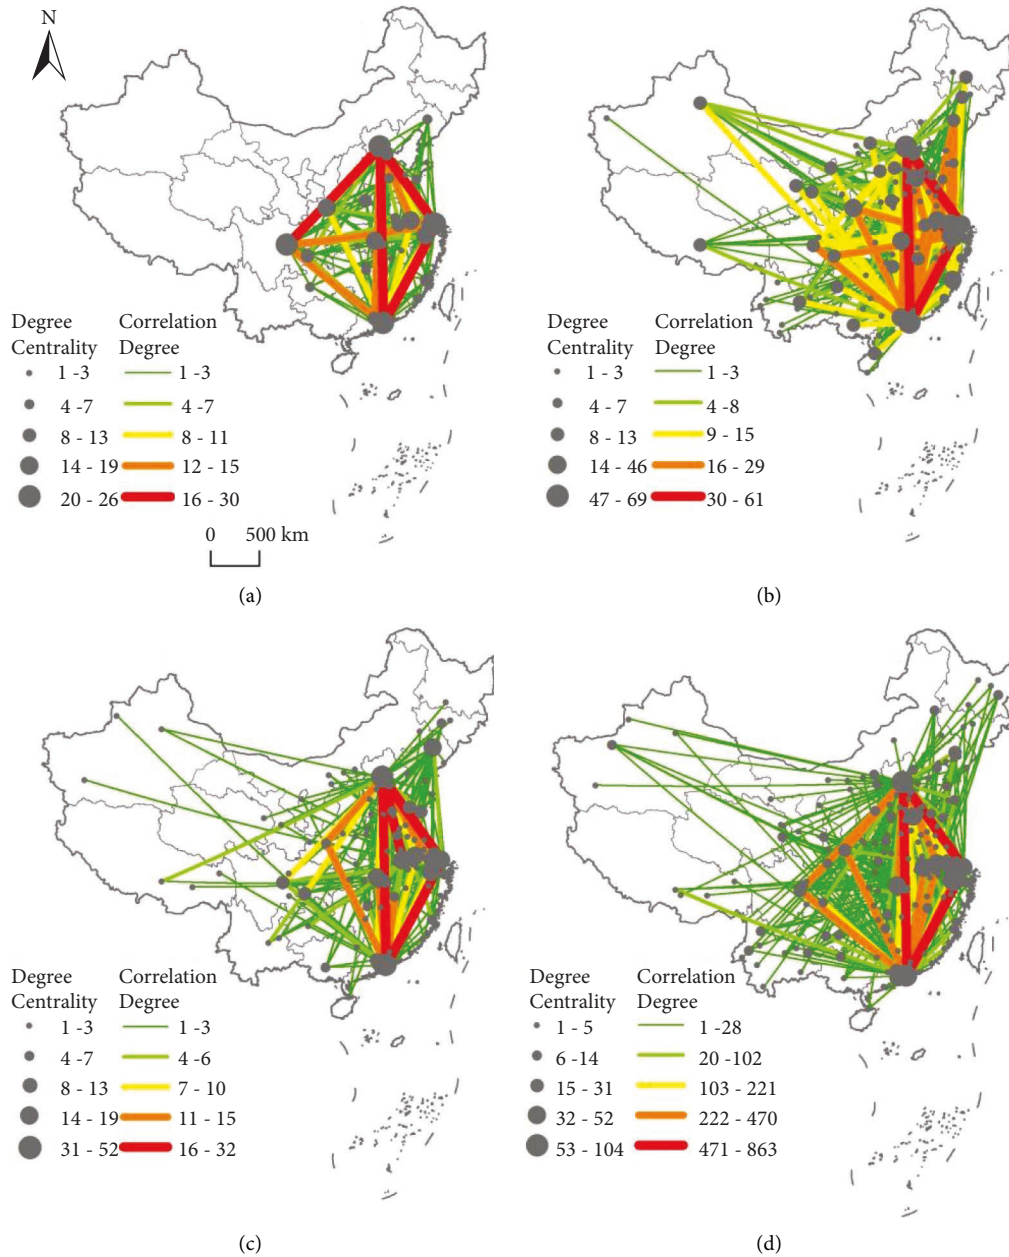 N
Degree Centrality
Correlation Degree
1 -3
1 -3
4 -7
4 -7
8 - 13
8 - 11
14 - 19
12 - 15
20 - 26
16 - 30
0 500 km
(a)
Degree Centrality
Correlation Degree
1 - 3
1 -3
4 - 7
4 -8
8 - 13
9 - 15
14 - 46
16 - 29
47 - 69
30 - 61
(b)
Degree Centrality
Correlation Degree
1 -3
1 -3
4 -7
4 -6
8 - 13
7 - 10
14 - 19
11 - 15
31 - 52
16 - 32
(c)
Degree Centrality
Correlation Degree
1 - 5
1 -28
6 -14
20 -102
15 - 31
103 - 221
32 - 52
222 - 470
53 - 104
471 - 863
(d)